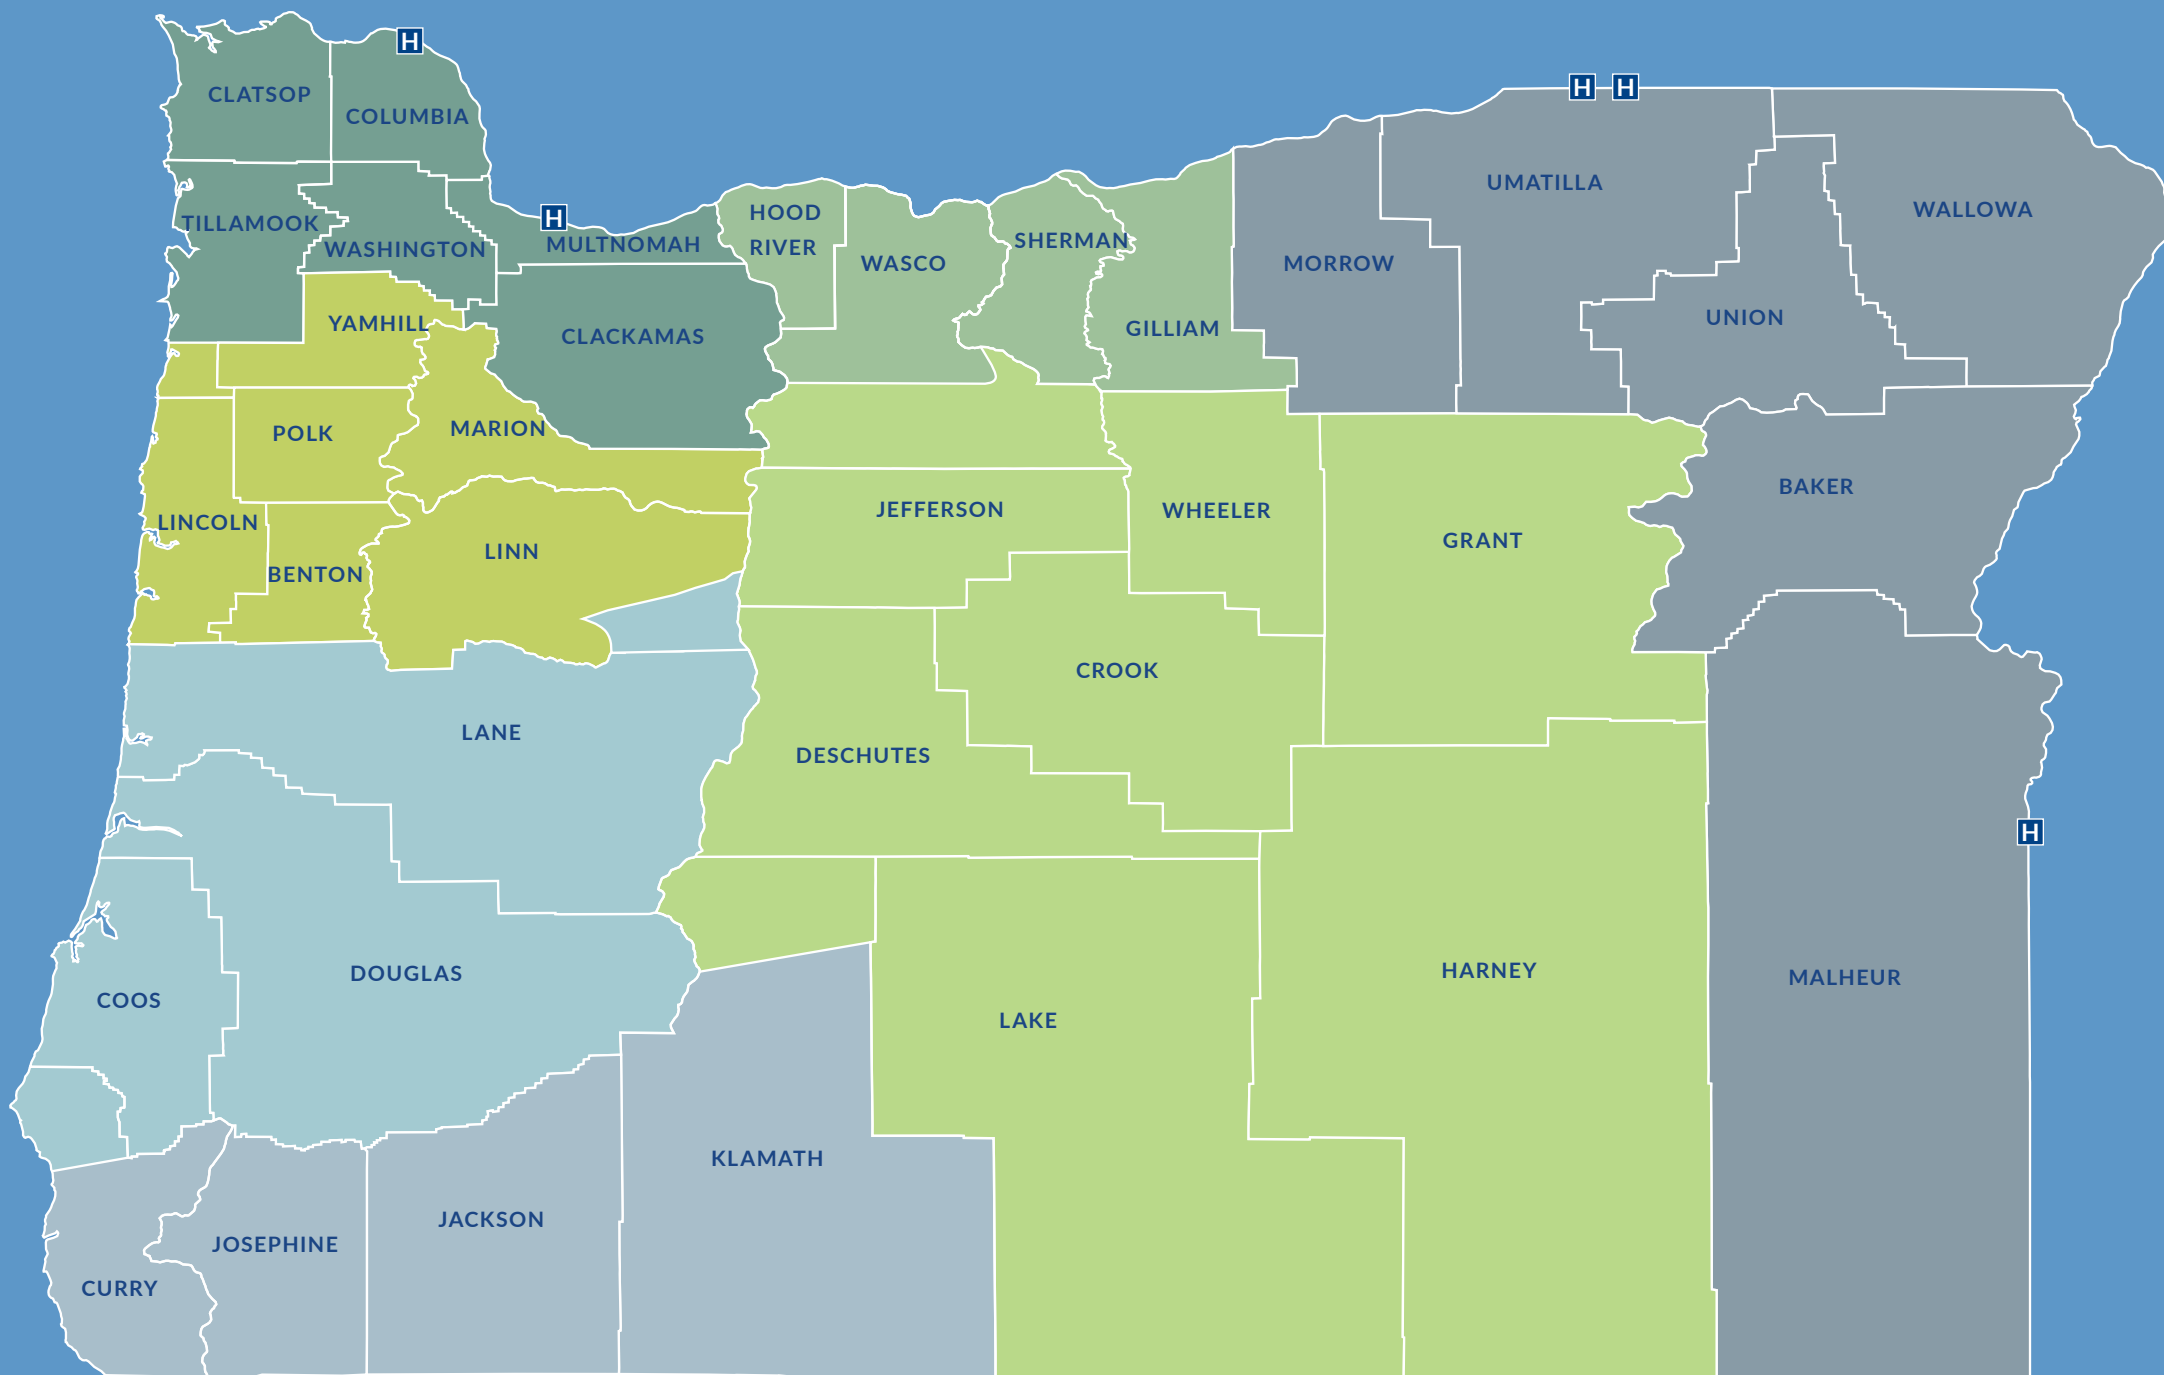 H
H H
CLATSOP
COLUMBIA
UMATILLA
WALLOWA
HOOD
RIVER
H
TILLAMOOK
WASHINGTON
MULTNOMAH
WASCO
SHERMAN
MORROW
YAMHILL
CLACKAMAS
GILLIAM
UNION
POLK
MARION
BAKER
LINCOLN
JEFFERSON
WHEELER
GRANT
LINN
BENTON
CROOK
LANE
DESCHUTES
H
DOUGLAS
HARNEY
MALHEUR
COOS
LAKE
KLAMATH
JACKSON
JOSEPHINE
CURRY